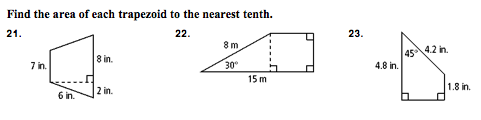 Find the area of each trapezoid to the nearest tenth.
21. 22. 23.
7 in. 8 in. 6 in. 2 in.
8 m 30° 15 m
45° 4.2 in. 4.8 in. 1.8 in.